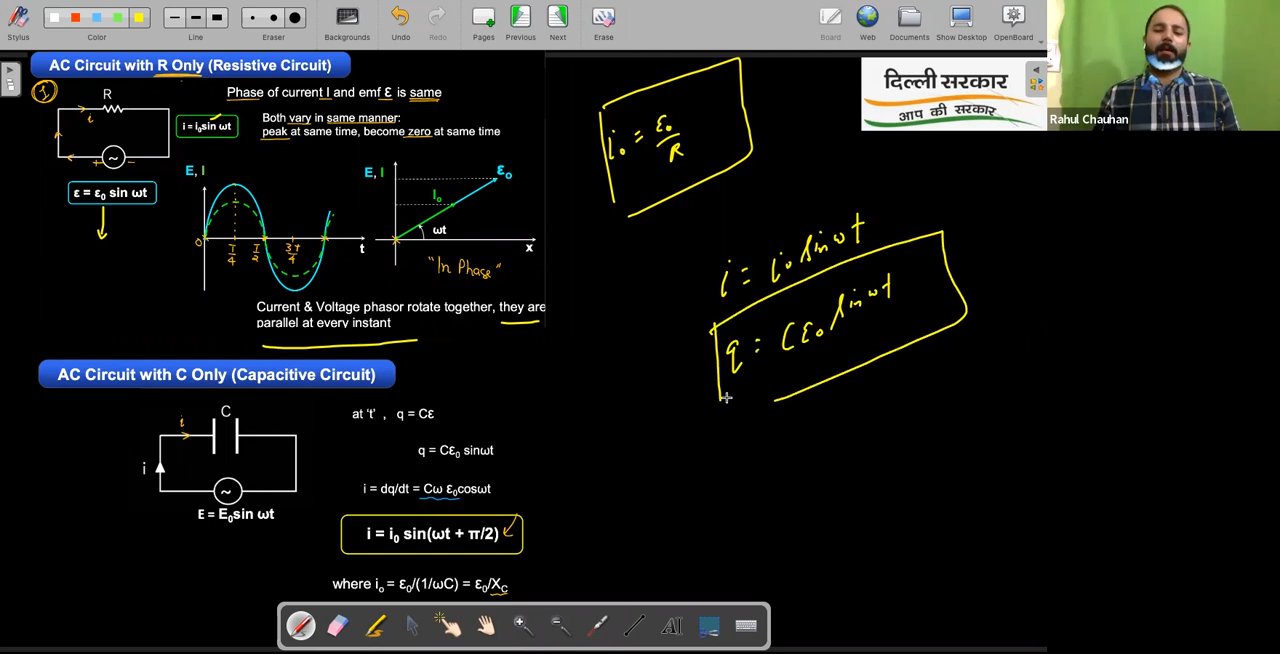 Stylus
Color
Line
Eraser
Backgrounds
Undo
Redo
Pages
Previous
Next
Erase
Board
Web
Documents
Show Desktop
OpenBoard
AC Circuit with R Only (Resistive Circuit)
1
R
i
i = i₀sin ωt
+ ~ -
ε = ε₀ sin ωt
Phase of current I and emf ε is same
Both vary in same manner:
peak at same time, become zero at same time
E, I
0
T/4
T/2
3T/4
t
E, I
I₀
ε₀
ωt
x
"In Phase"
Current & Voltage phasor rotate together, they are
parallel at every instant
i₀ = ε₀/R
i = i₀ sin ωt
q = Cε₀ sin ωt
दिल्ली सरकार
आप की सरकार
Rahul Chauhan
AC Circuit with C Only (Capacitive Circuit)
C
i
i
~
E = E₀sin ωt
at 't' , q = Cε
q = Cε₀ sinωt
i = dq/dt = Cω ε₀cosωt
i = i₀ sin(ωt + π/2)
where i₀ = ε₀/(1/ωC) = ε₀/X_C
AI